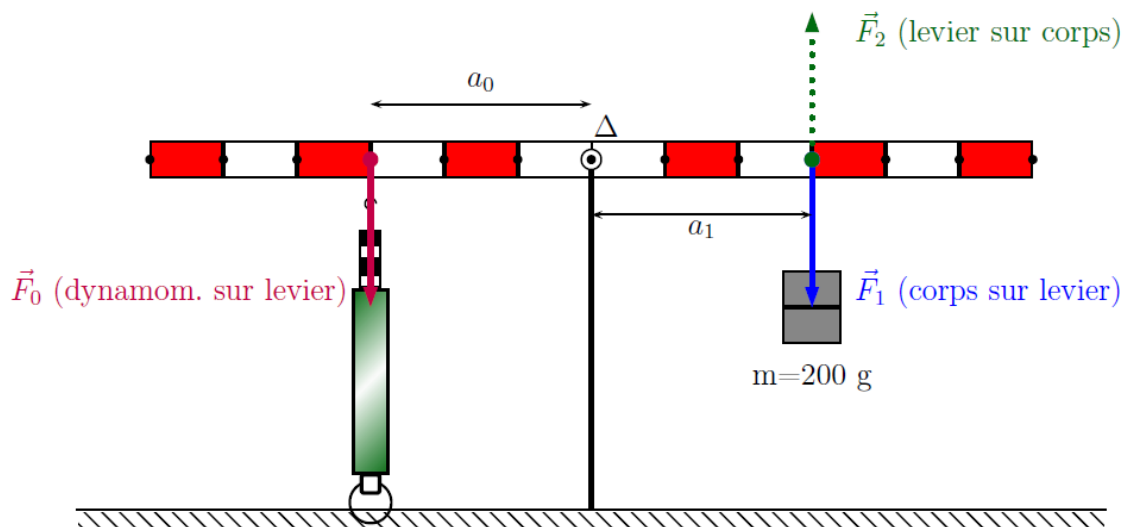 F⃗₂ (levier sur corps)
a₀
Δ
a₁
F⃗₀ (dynamom. sur levier)
F⃗₁ (corps sur levier)
m=200 g